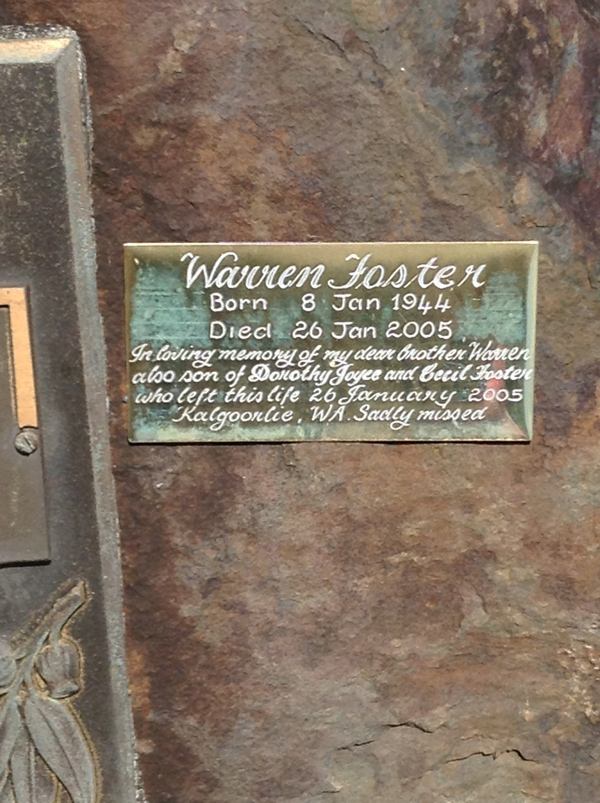 Warren Foster
Born 8 Jan 1944
Died 26 Jan 2005
In loving memory of my dear brother Warren
also son of Dorothy Joyce and Cecil Foster
who left this life 26 January 2005
Kalgoorlie, WA. Sadly missed